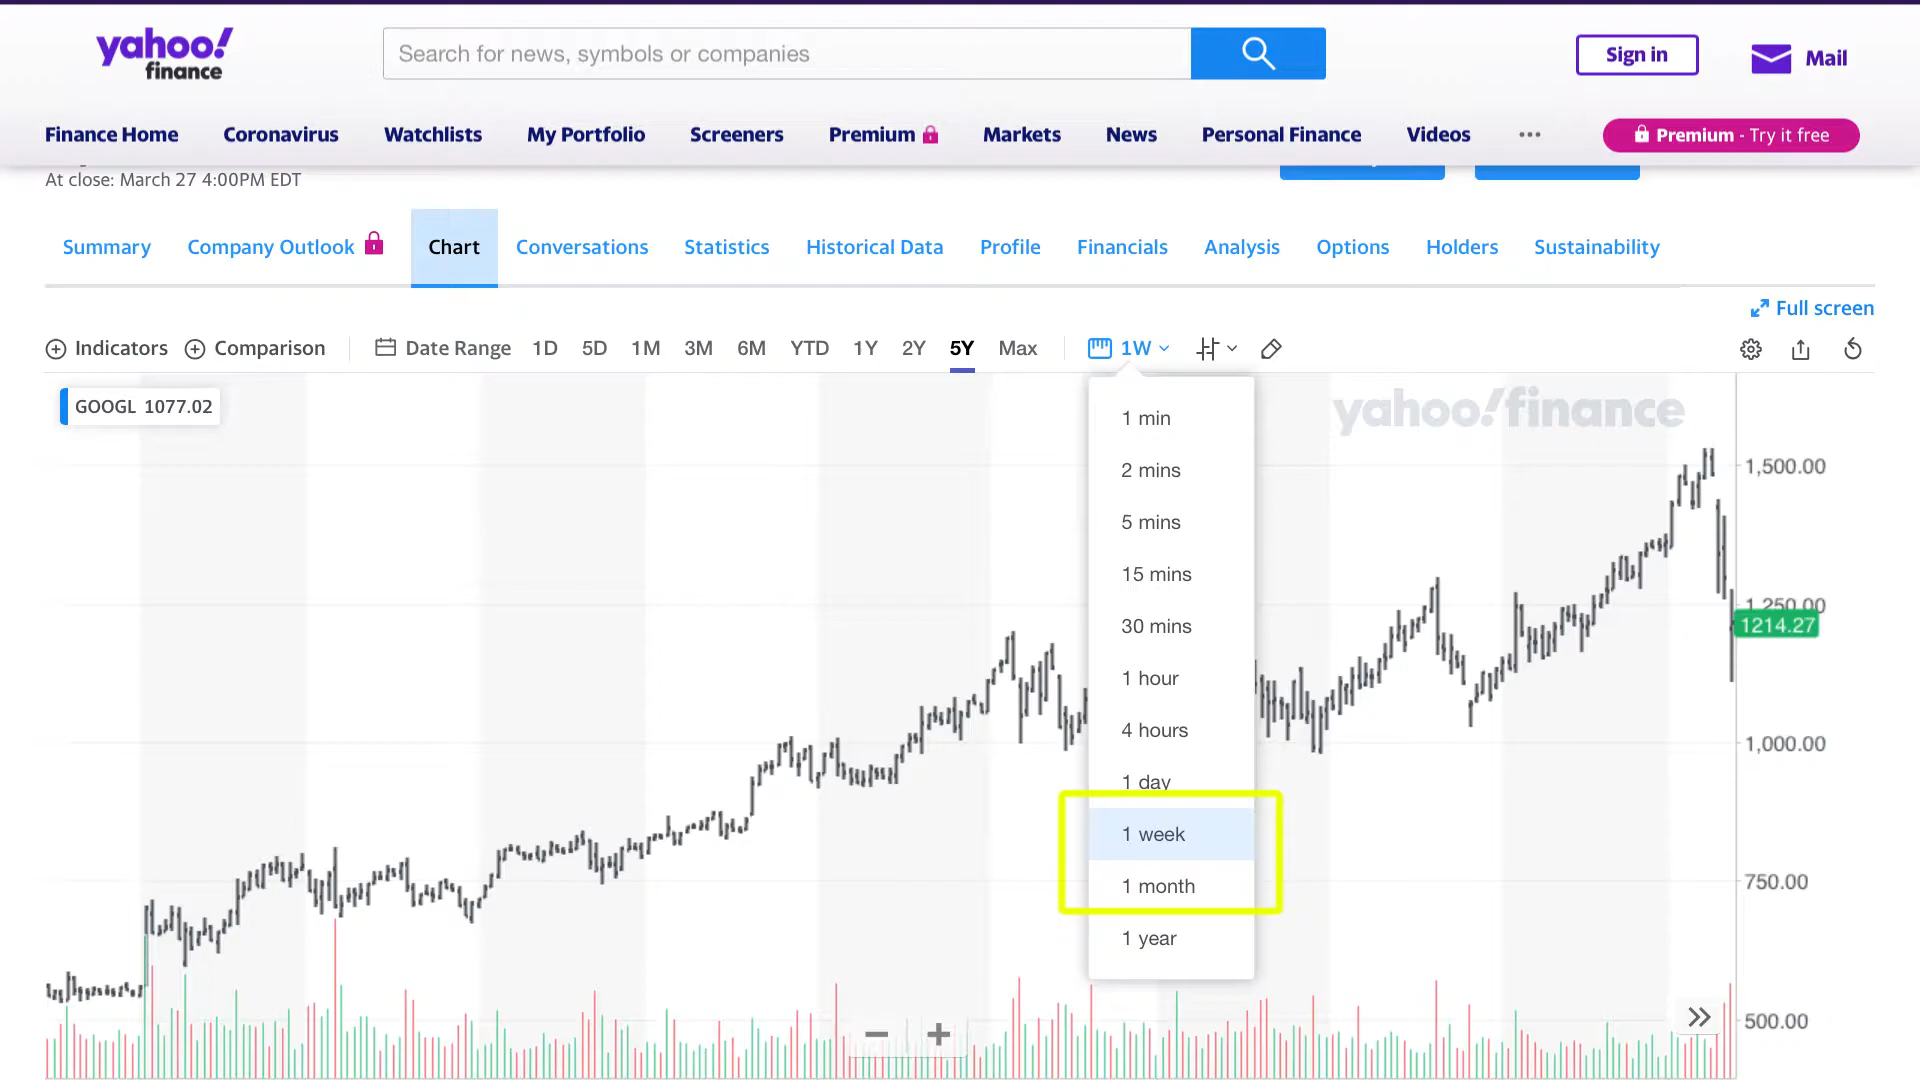 yahoo!
finance
Search for news, symbols or companies
Sign in
Mail
Finance Home
Coronavirus
Watchlists
My Portfolio
Screeners
Premium
Markets
News
Personal Finance
Videos
...
Premium - Try it free
At close: March 27 4:00PM EDT
Summary
Company Outlook
Chart
Conversations
Statistics
Historical Data
Profile
Financials
Analysis
Options
Holders
Sustainability
Full screen
Indicators
Comparison
Date Range
1D
5D
1M
3M
6M
YTD
1Y
2Y
5Y
Max
1W
GOOGL 1077.02
yahoo!finance
1 min
2 mins
5 mins
15 mins
30 mins
1 hour
4 hours
1 day
1 week
1 month
1 year
1,500.00
1,250.00
1214.27
1,000.00
750.00
500.00